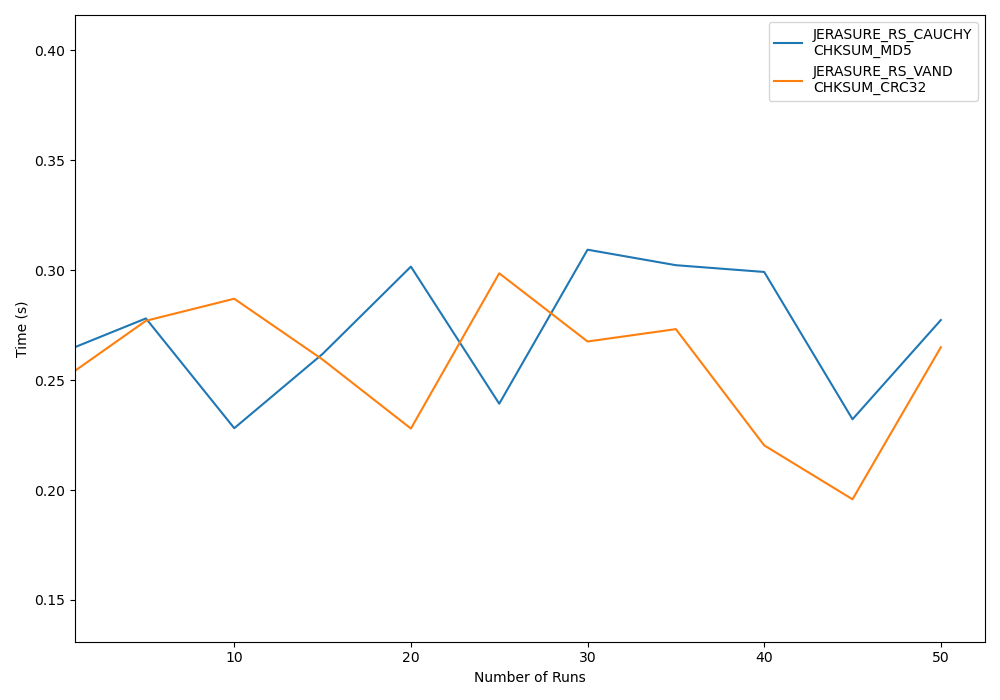 JERASURE_RS_CAUCHY
CHKSUM_MD5
JERASURE_RS_VAND
CHKSUM_CRC32
Time (s)
0.40
0.35
0.30
0.25
0.20
0.15
10
20
30
40
50
Number of Runs